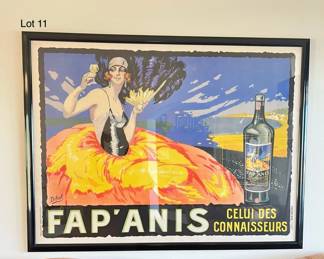 Lot 11
FAP'ANIS
CELUI DES
CONNAISSEURS